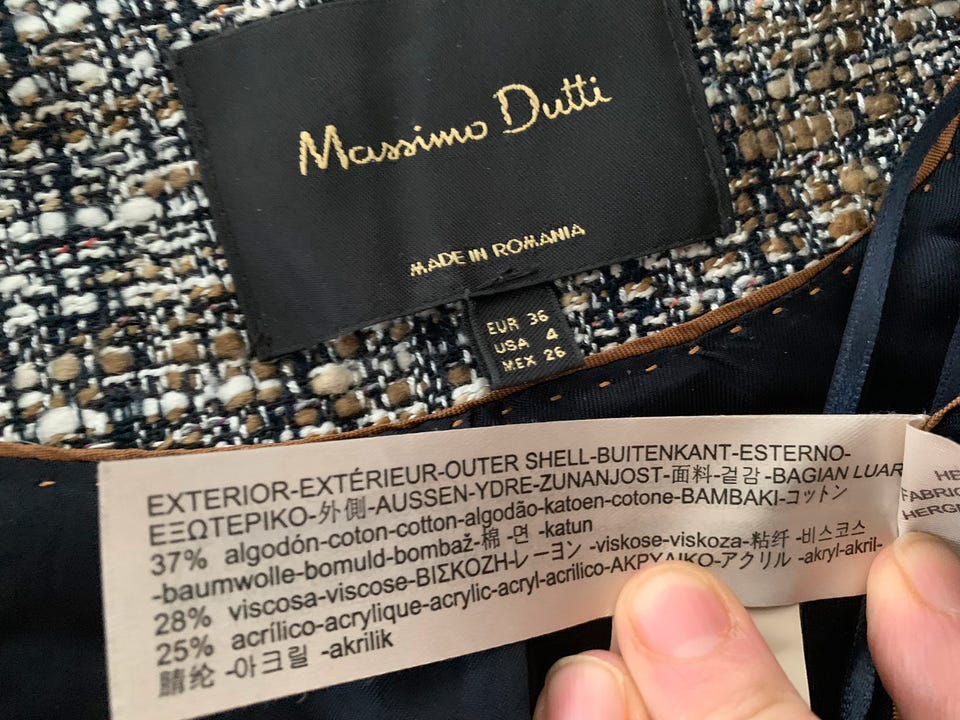 Massimo Dutti
MADE IN ROMANIA
EUR 36
USA 4
MEX 26
EXTERIOR-EXTÉRIEUR-OUTER SHELL-BUITENKANT-ESTERNO-
ΕΞΩΤΕΡΙΚΟ-外側-AUSSEN-YDRE-ZUNANJOST-面料-겉감-BAGIAN LUAR
37% algodón-coton-cotton-algodão-katoen-cotone-BAMBAKI-コットン
-baumwolle-bomuld-bombaž-棉-면 -katun
28% viscosa-viscose-ΒΙΣΚΟΖΗ-レーヨン -viskose-viskoza-粘纤-비스코스
25% acrílico-acrylique-acrylic-acryl-acrilico-ΑΚΡΥΛΙΚΟ-アクリル -akryl-akril-
腈纶 -아크릴 -akrilik
HE
FABRIC
HERGE